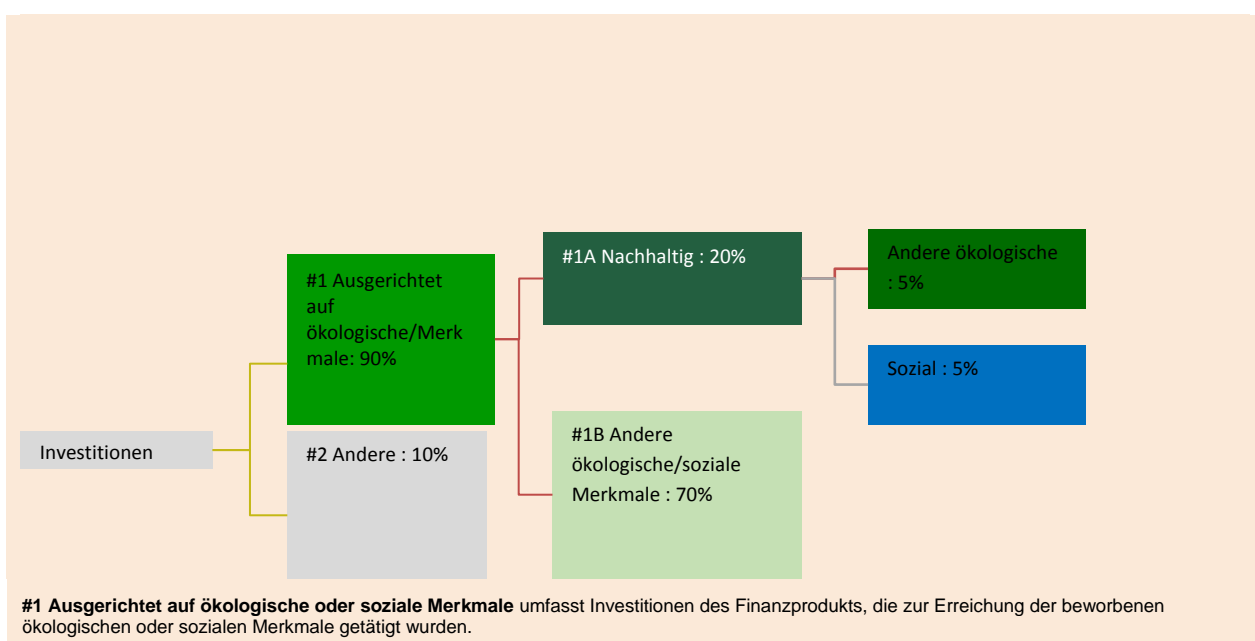 Investitionen
#1 Ausgerichtet
auf
ökologische/Merk
male: 90%
#2 Andere : 10%
#1A Nachhaltig : 20%
#1B Andere
ökologische/soziale
Merkmale : 70%
Andere ökologische
: 5%
Sozial : 5%
#1 Ausgerichtet auf ökologische oder soziale Merkmale umfasst Investitionen des Finanzprodukts, die zur Erreichung der beworbenen
ökologischen oder sozialen Merkmale getätigt wurden.